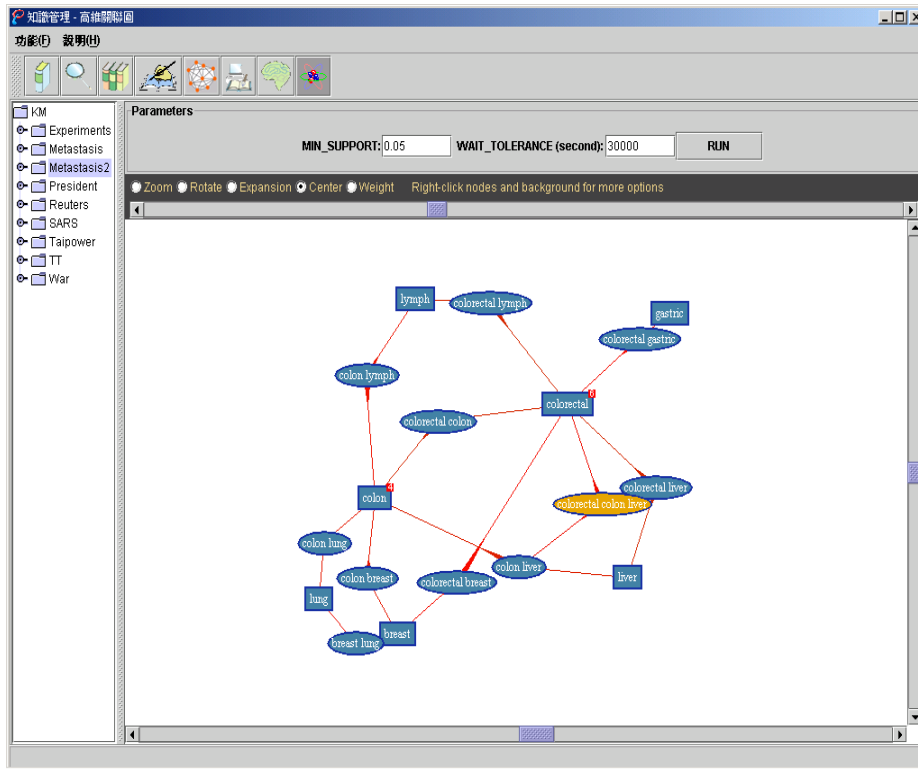 知識管理 - 高維關聯圖
功能(F) 説明(H)
KM
Experiments
Metastasis
Metastasis2
President
Reuters
SARS
Taipower
TT
War
Parameters
MIN_SUPPORT: 0.05 WAIT_TOLERANCE (second): 30000 RUN
Zoom Rotate Expansion Center Weight Right-click nodes and background for more options
lymph
colorectal lymph
gastric
colorectal gastric
colon lymph
6
colorectal
colorectal colon
4
colon
colorectal liver
colorectal colon liver
colon lung
colon liver
colon breast
colorectal breast
liver
lung
breast
breast lung